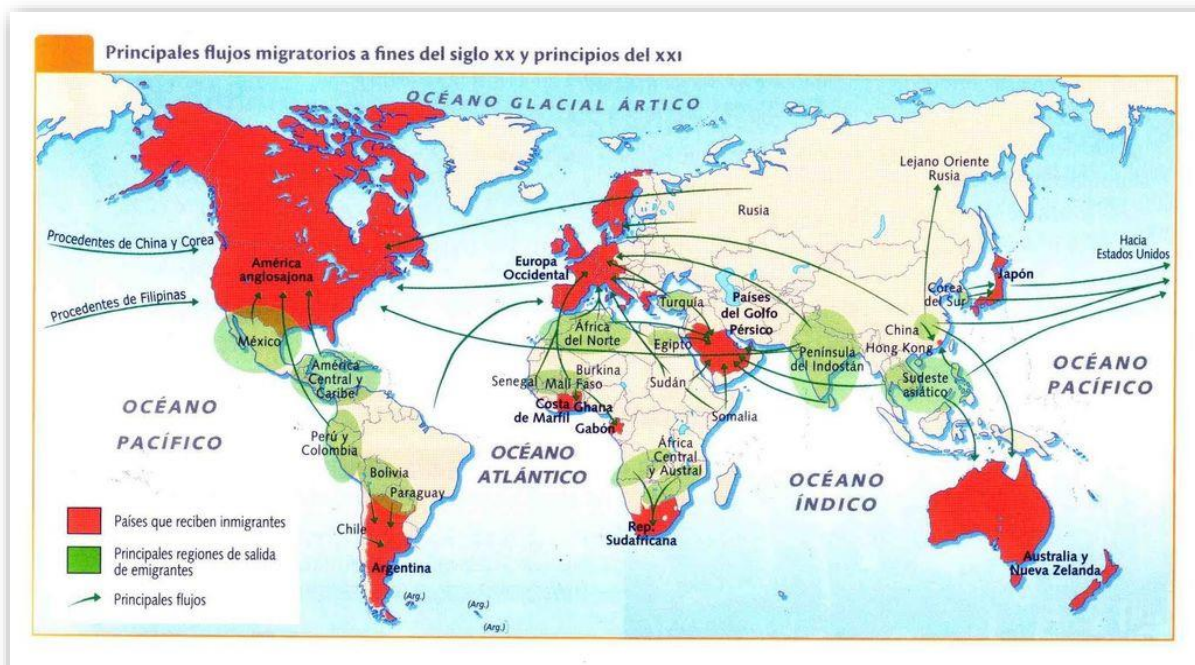 Principales flujos migratorios a fines del siglo XX y principios del XXI
OCÉANO GLACIAL ÁRTICO
Lejano Oriente
Rusia
Rusia
Procedentes de China y Corea
América
anglosajona
Europa
Occidental
Hacia
Estados Unidos
Japón
Corea
del Sur
Turquía
Países
del Golfo
Pérsico
Procedentes de Filipinas
México
África
del Norte
Egipto
China
Hong Kong
Península
del Indostán
América
Central y
Caribe
Burkina
Faso
Senegal
Malí
Sudán
Sudeste
asiático
OCÉANO
PACÍFICO
Costa
de Marfil
Ghana
Gabón
Somalia
OCÉANO
PACÍFICO
Perú y
Colombia
OCÉANO
ATLÁNTICO
África
Central
y Austral
OCÉANO
ÍNDICO
Bolivia
Paraguay
Chile
Rep.
Sudafricana
Argentina
Australia y
Nueva Zelanda
(Arg.)
(Arg.)
(Arg.)
Países que reciben inmigrantes
Principales regiones de salida
de emigrantes
Principales flujos